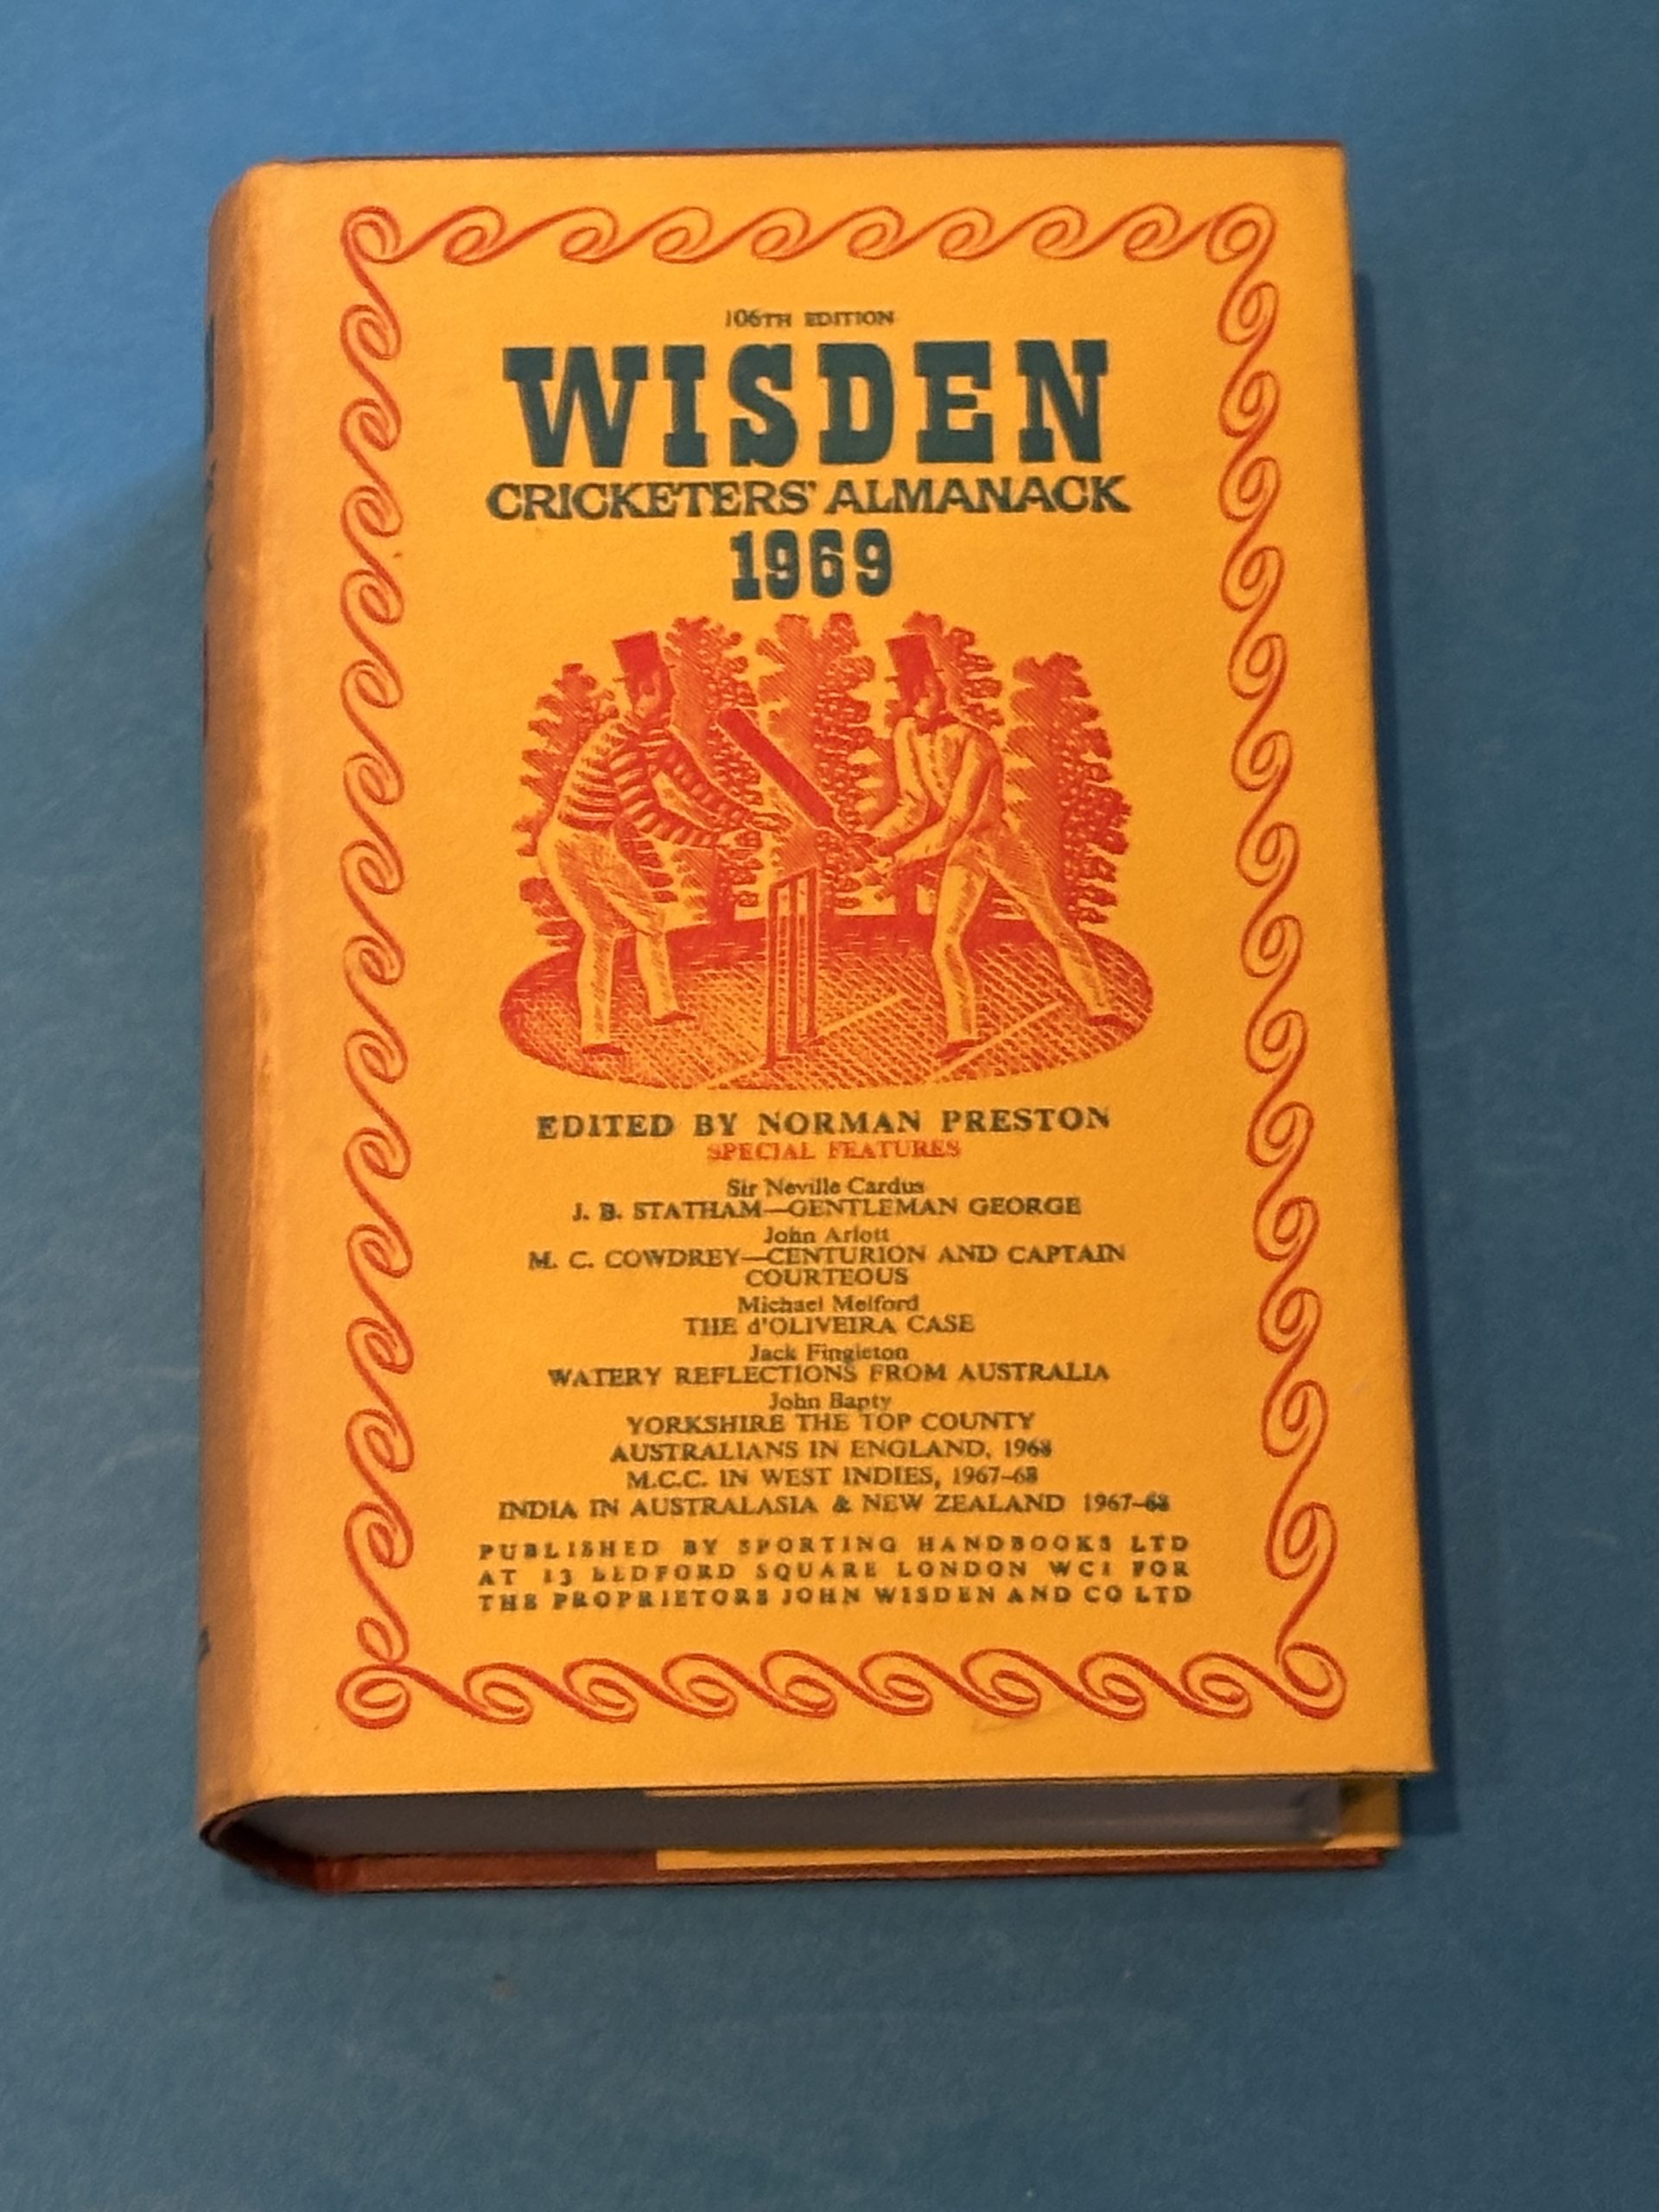 106TH EDITION
WISDEN
CRICKETERS' ALMANACK
1969
EDITED BY NORMAN PRESTON
SPECIAL FEATURES
Sir Neville Cardus
J. B. STATHAM—GENTLEMAN GEORGE
John Arlott
M. C. COWDREY—CENTURION AND CAPTAIN
COURTEOUS
Michael Melford
THE d'OLIVEIRA CASE
Jack Fingleton
WATERY REFLECTIONS FROM AUSTRALIA
John Bapty
YORKSHIRE THE TOP COUNTY
AUSTRALIANS IN ENGLAND, 1968
M.C.C. IN WEST INDIES, 1967–68
INDIA IN AUSTRALASIA & NEW ZEALAND 1967–68
PUBLISHED BY SPORTING HANDBOOKS LTD
AT 13 BEDFORD SQUARE LONDON WC1 FOR
THE PROPRIETORS JOHN WISDEN AND CO LTD